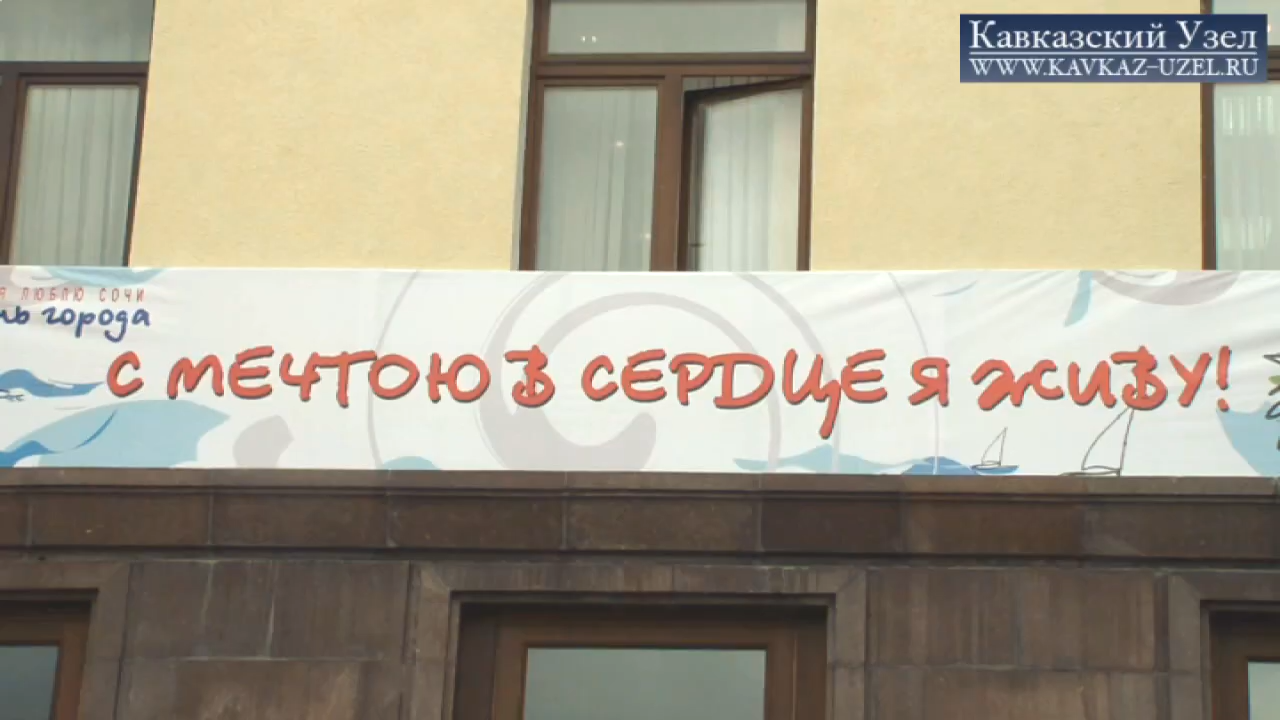 Кавказский Узел
WWW.KAVKAZ-UZEL.RU
Я ЛЮБЛЮ СОЧИ
города
С МЕЧТОЮ В СЕРДЦЕ Я ЖИВУ!